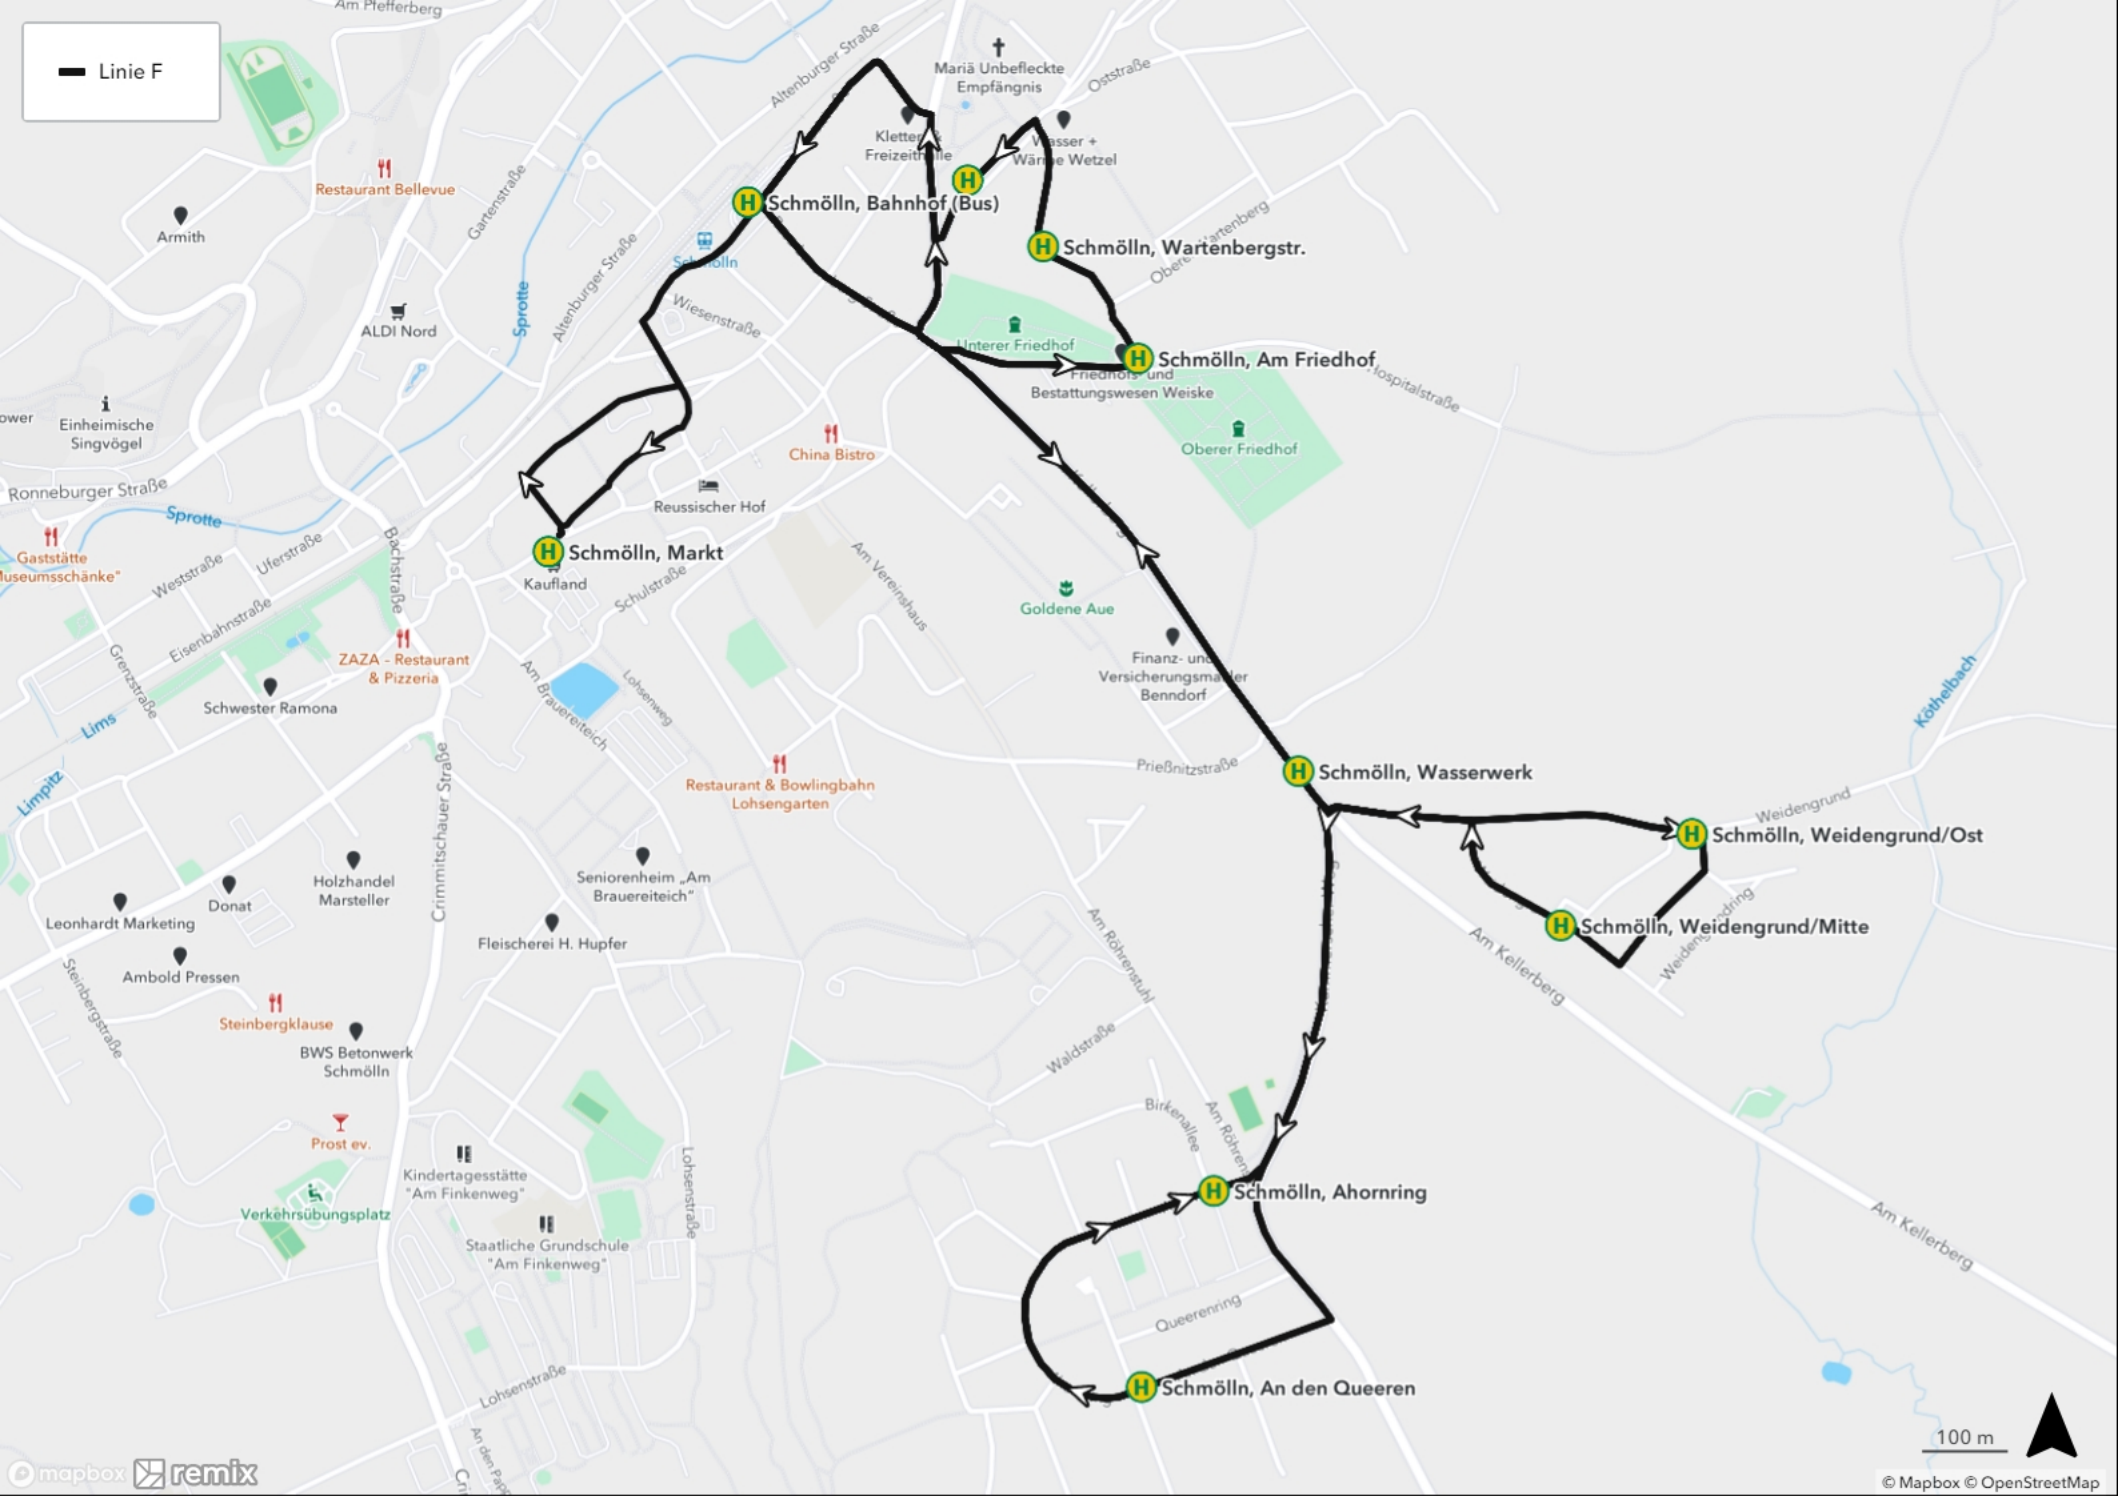 Linie F
Am Pfefferberg
Altenburger Straße
Mariä Unbefleckte
Empfängnis
Oststraße
Restaurant Bellevue
Gartenstraße
Wasser +
Wärme Wetzel
Armith
Schmölln, Bahnhof (Bus)
Schmölln, Wartenbergstr.
Schmölln
Altenburger Straße
Sprotte
Wiesenstraße
ALDI Nord
Unterer Friedhof
Schmölln, Am Friedhof
Friedhofs- und
Bestattungswesen Weiske
Einheimische
Singvögel
China Bistro
Oberer Friedhof
Ronneburger Straße
Reussischer Hof
Sprotte
Schmölln, Markt
Kaufland
Gaststätte
Bachstraße
Uferstraße
Weststraße
Schulstraße
Am Vereinshaus
Goldene Aue
Eisenbahnstraße
ZAZA - Restaurant
& Pizzeria
Grenzstraße
Finanz- und
Benndorf
Schwester Ramona
Am Brauereiteich
Lohsenweg
Lims
Köthelbach
Limpitz
Prießnitzstraße
Schmölln, Wasserwerk
Restaurant & Bowlingbahn
Lohsengarten
Weidengrund
Schmölln, Weidengrund/Ost
Crimmitschauer Straße
Holzhandel
Marsteller
Seniorenheim „Am
Brauereiteich“
Donat
Leonhardt Marketing
Fleischerei H. Hupfer
Schmölln, Weidengrund/Mitte
Am Röhrenstuhl
Am Kellerberg
Ambold Pressen
Steinbergstraße
Steinbergklause
BWS Betonwerk
Schmölln
Waldstraße
Birkenallee
Prost ev.
Kindertagesstätte
"Am Finkenweg"
Lohsenstraße
Schmölln, Ahornring
Verkehrsübungsplatz
Staatliche Grundschule
"Am Finkenweg"
Am Kellerberg
Queerenring
Schmölln, An den Queeren
Lohsenstraße
100 m
mapbox remix
© Mapbox © OpenStreetMap